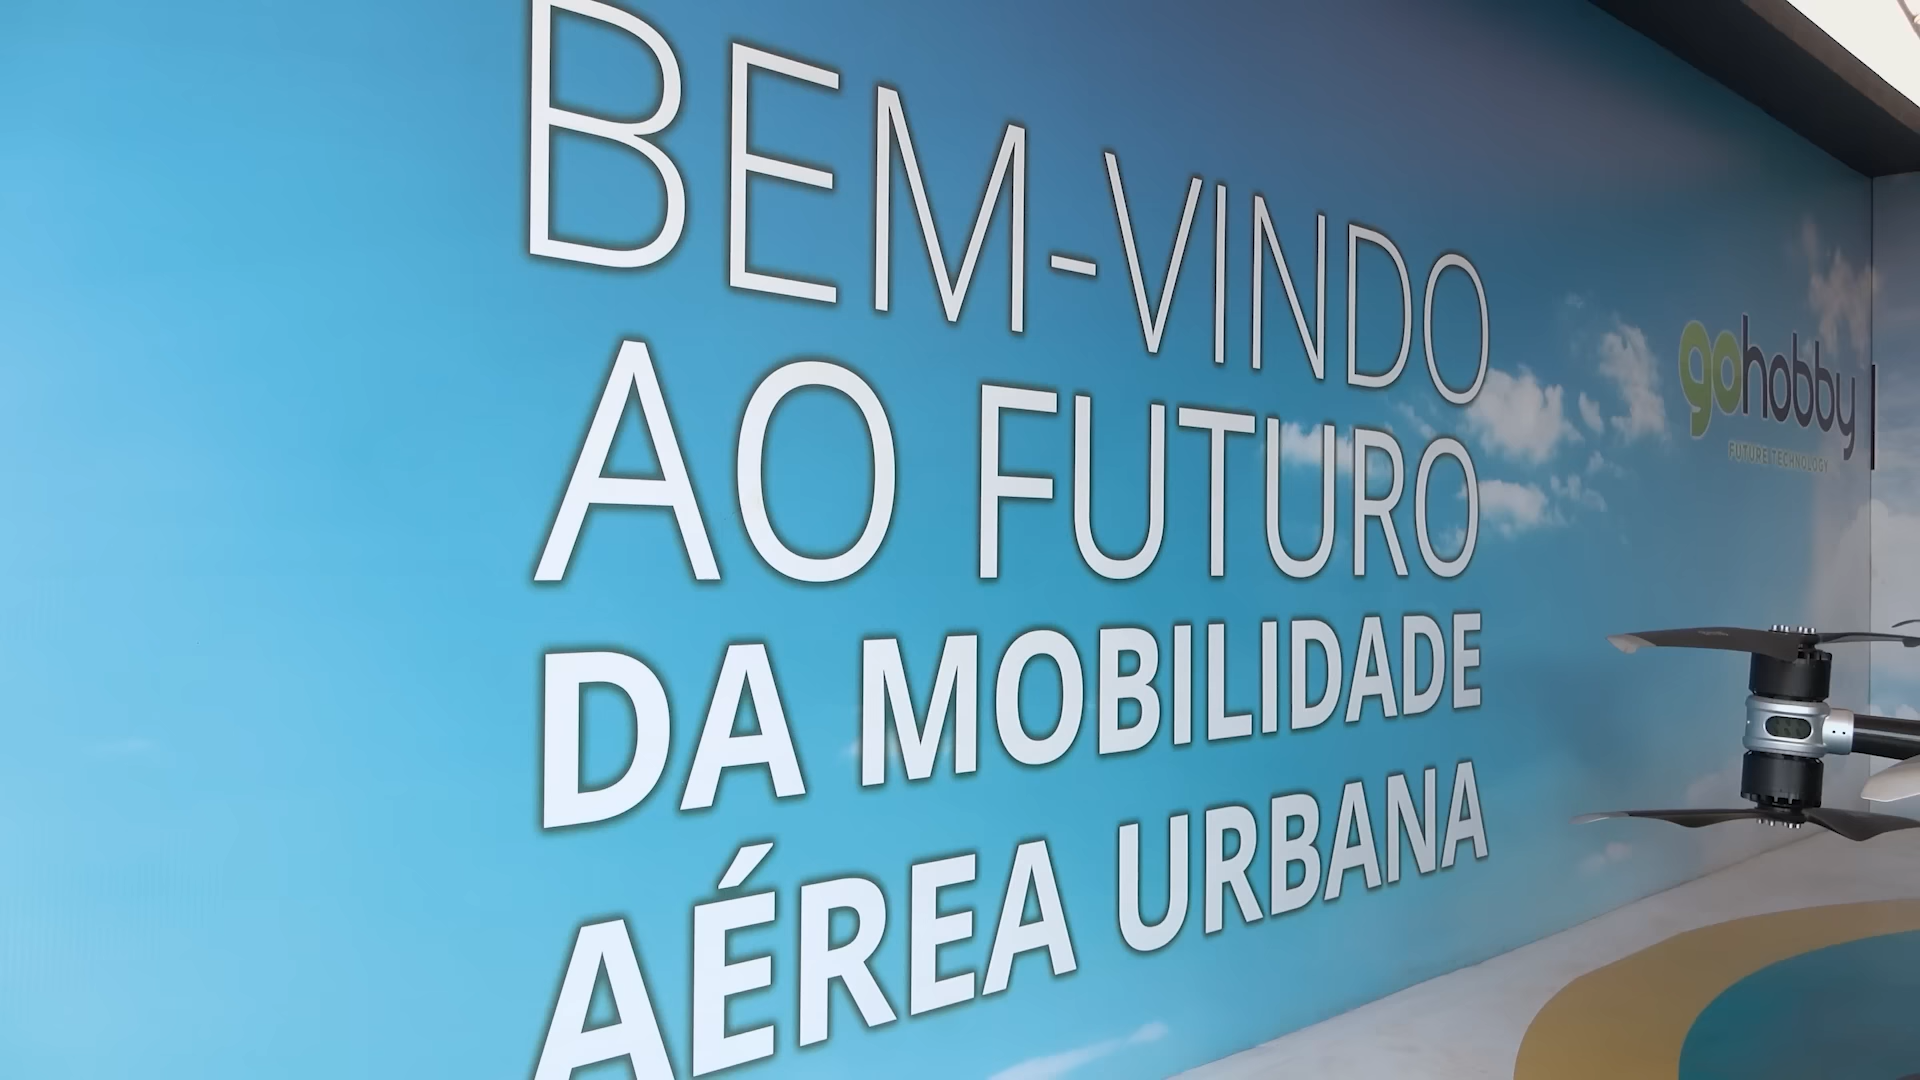 BEM-VINDO
AO FUTURO
DA MOBILIDADE
AÉREA URBANA
gohobby
FUTURE TECHNOLOGY